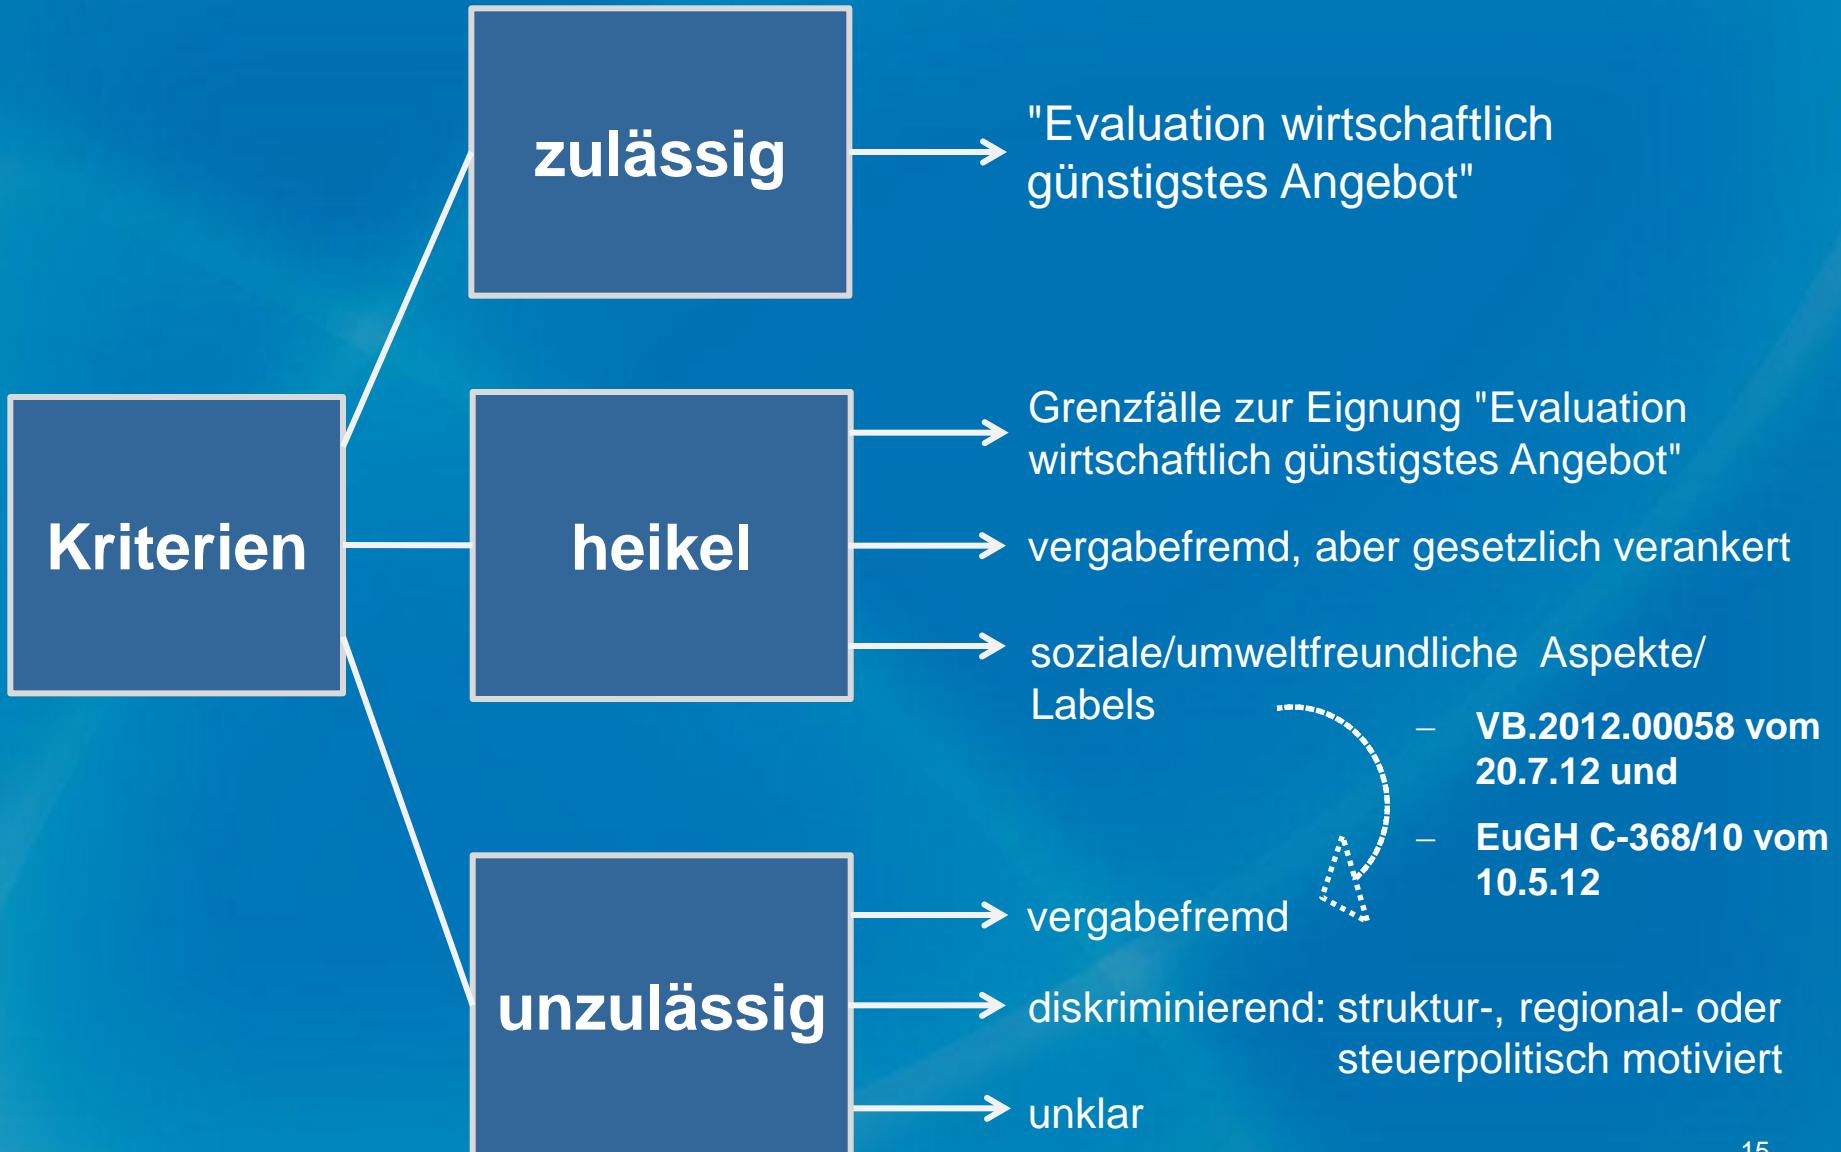 zulässig
"Evaluation wirtschaftlich
günstigstes Angebot"
Kriterien
heikel
Grenzfälle zur Eignung "Evaluation
wirtschaftlich günstigstes Angebot"
vergabefremd, aber gesetzlich verankert
soziale/umweltfreundliche Aspekte/
Labels
– VB.2012.00058 vom
20.7.12 und
– EuGH C-368/10 vom
10.5.12
unzulässig
vergabefremd
diskriminierend: struktur-, regional- oder
steuerpolitisch motiviert
unklar
15